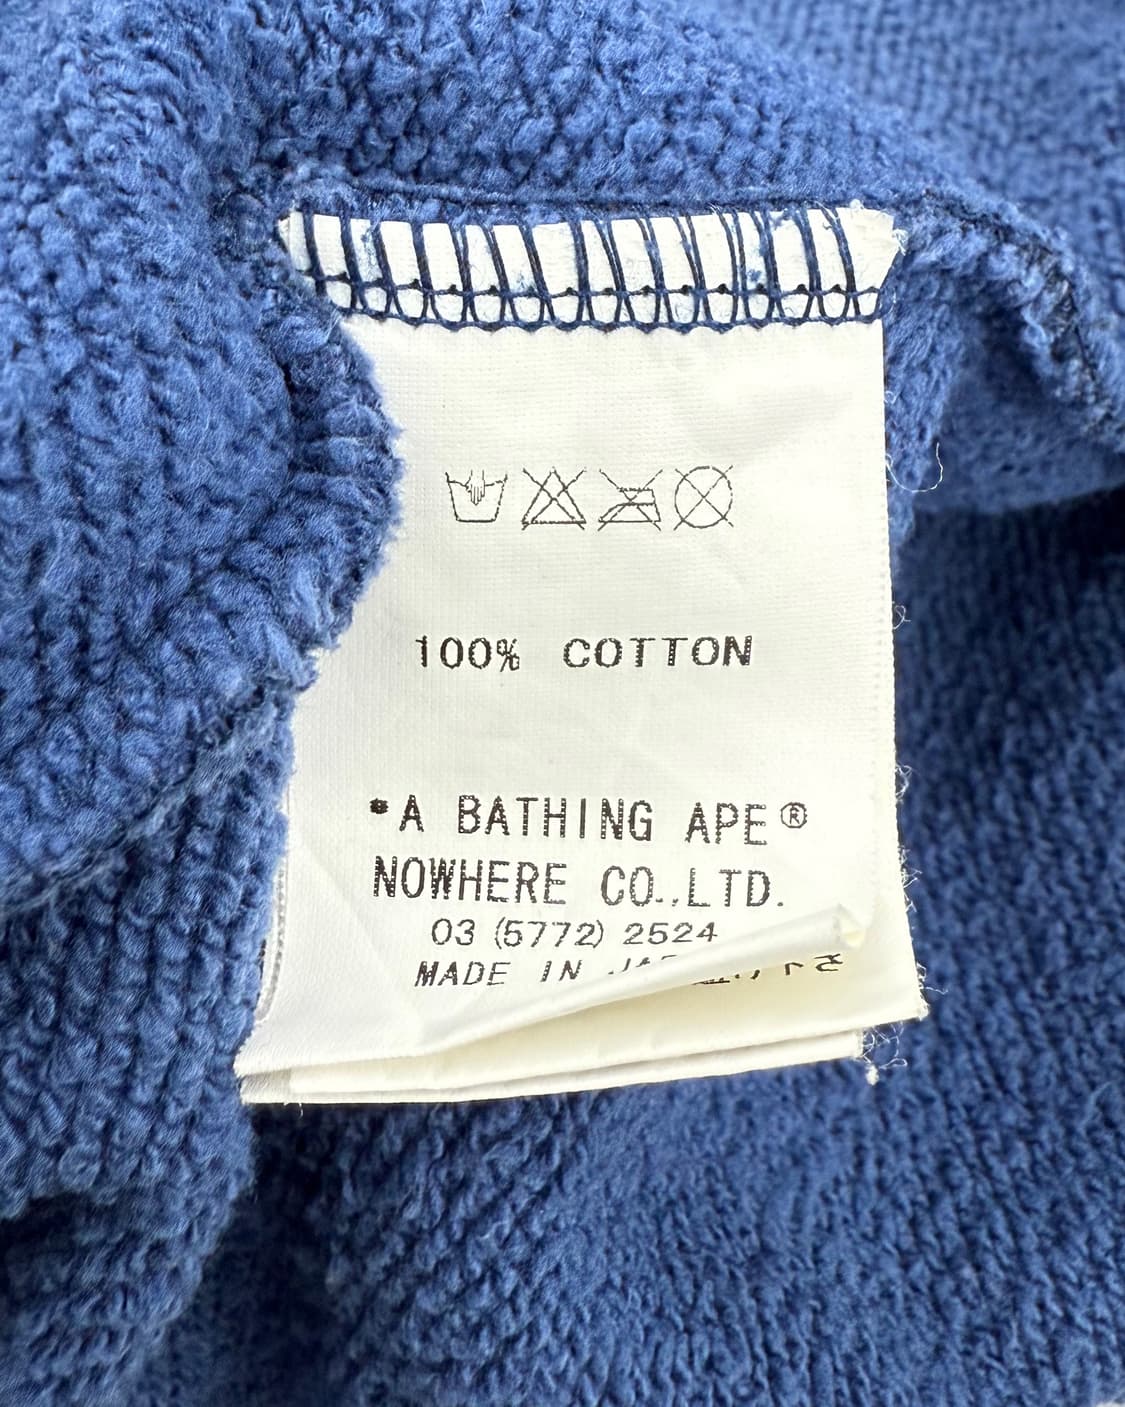 100% COTTON
*A BATHING APE®
NOWHERE CO.,LTD.
03 (5772) 2524
MADE IN